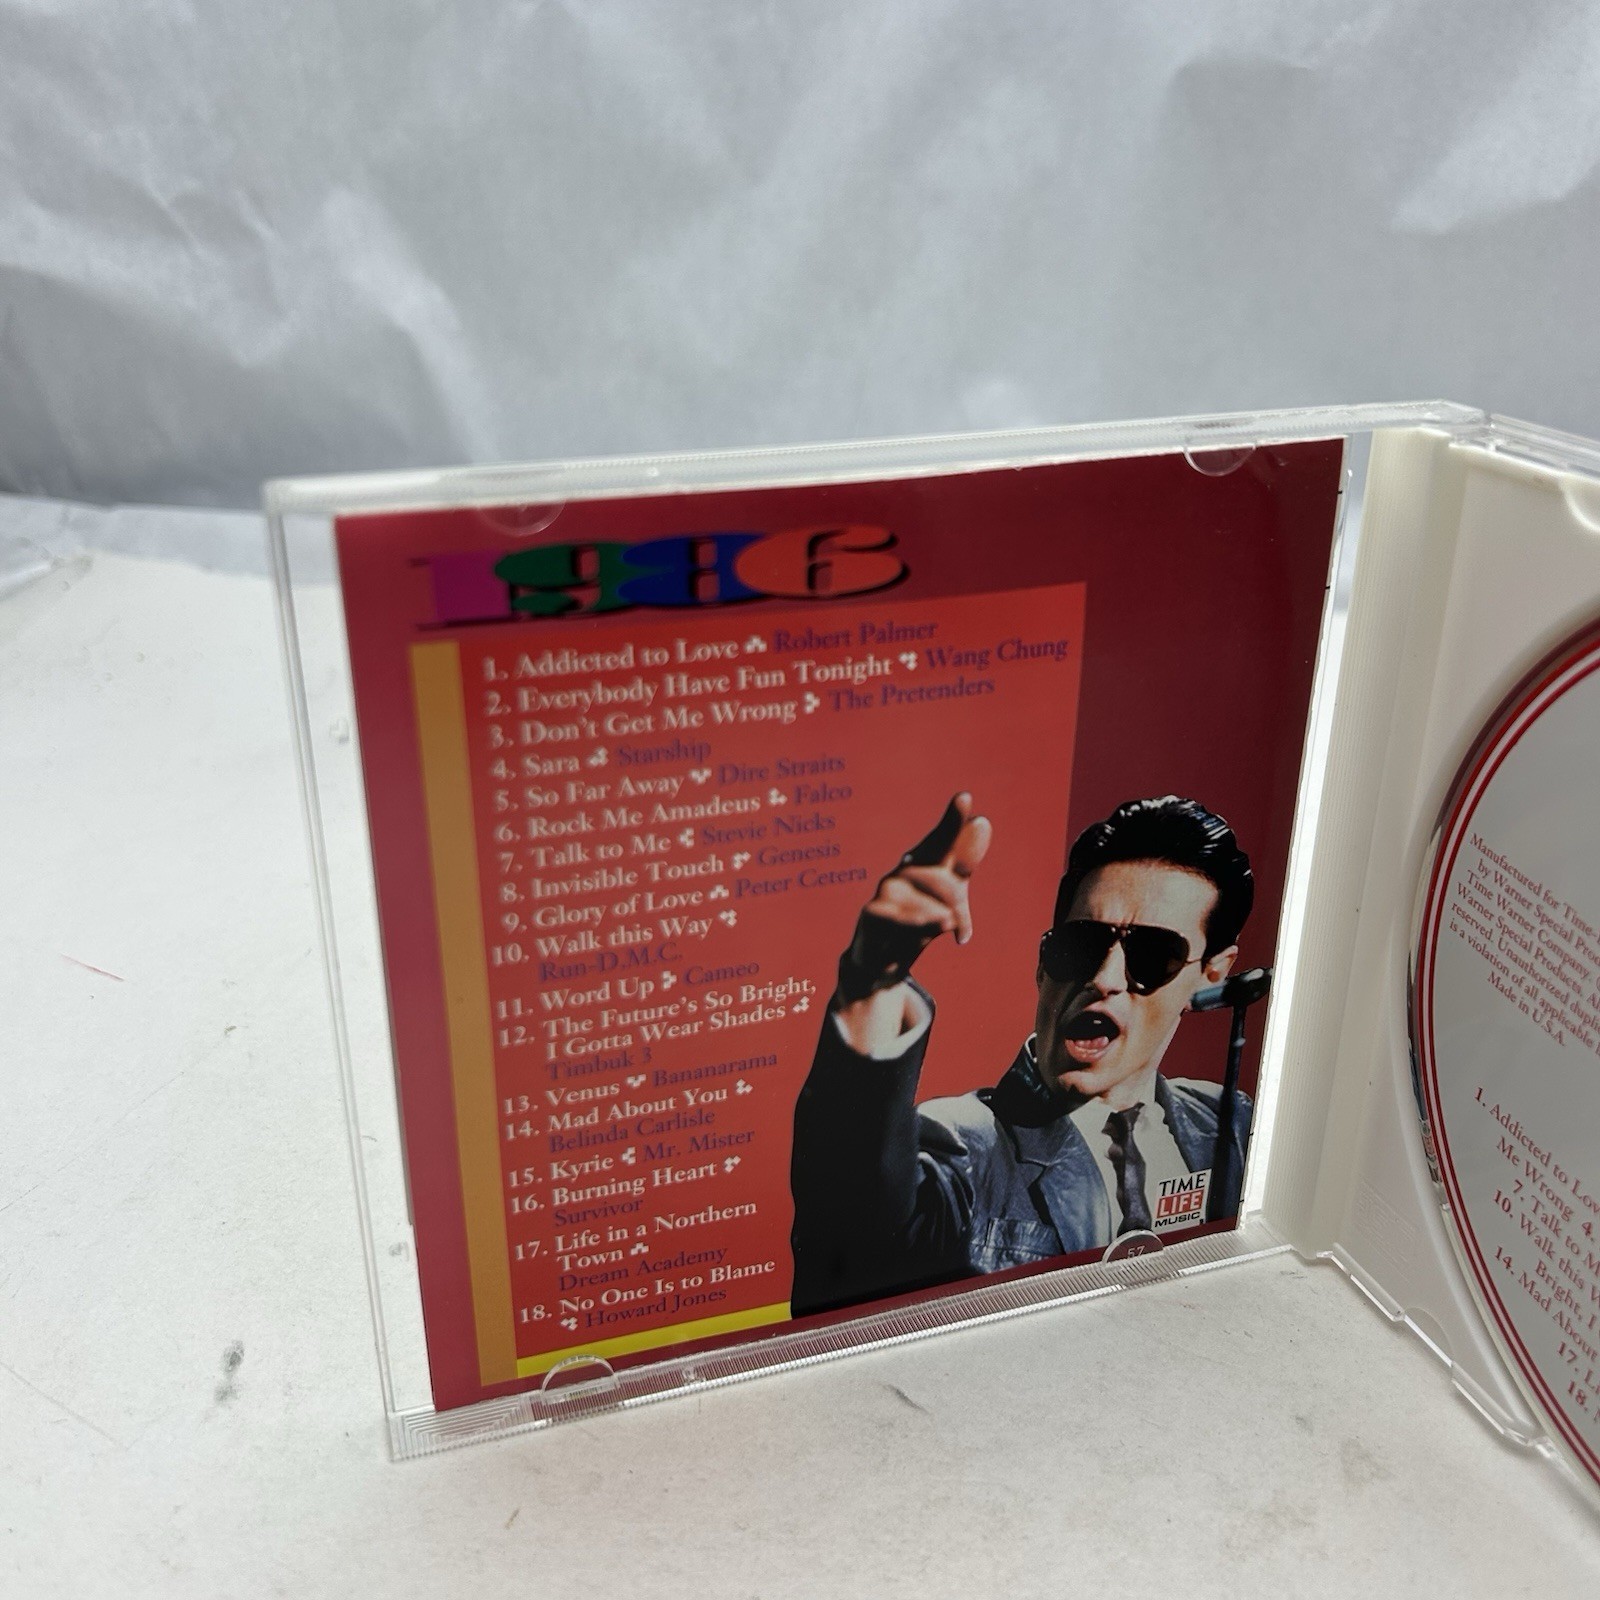 1986
1. Addicted to Love Robert Palmer
2. Everybody Have Fun Tonight Wang Chung
3. Don't Get Me Wrong The Pretenders
4. Sara Starship
5. So Far Away Dire Straits
6. Rock Me Amadeus Falco
7. Talk to Me Stevie Nicks
8. Invisible Touch Genesis
9. Glory of Love Peter Cetera
10. Walk this Way
Run-D.M.C.
11. Word Up Cameo
12. The Future's So Bright,
I Gotta Wear Shades
Timbuk 3
13. Venus Bananarama
14. Mad About You
Belinda Carlisle
15. Kyrie Mr. Mister
16. Burning Heart
Survivor
17. Life in a Northern
Town
Dream Academy
18. No One Is to Blame
Howard Jones
TIME
LIFE
MUSIC
57
Manufactured for Time-
by Warner Special Pro
Time Warner Company.
Warner Special Products. Al
reserved. Unauthorized dupli
is a violation of all applicable
Made in U.S.A.
1. Addicted to Lov
Me Wrong 4.
7. Talk to M
10. Walk this W
Bright, I
14. Mad About
17. Li
18.